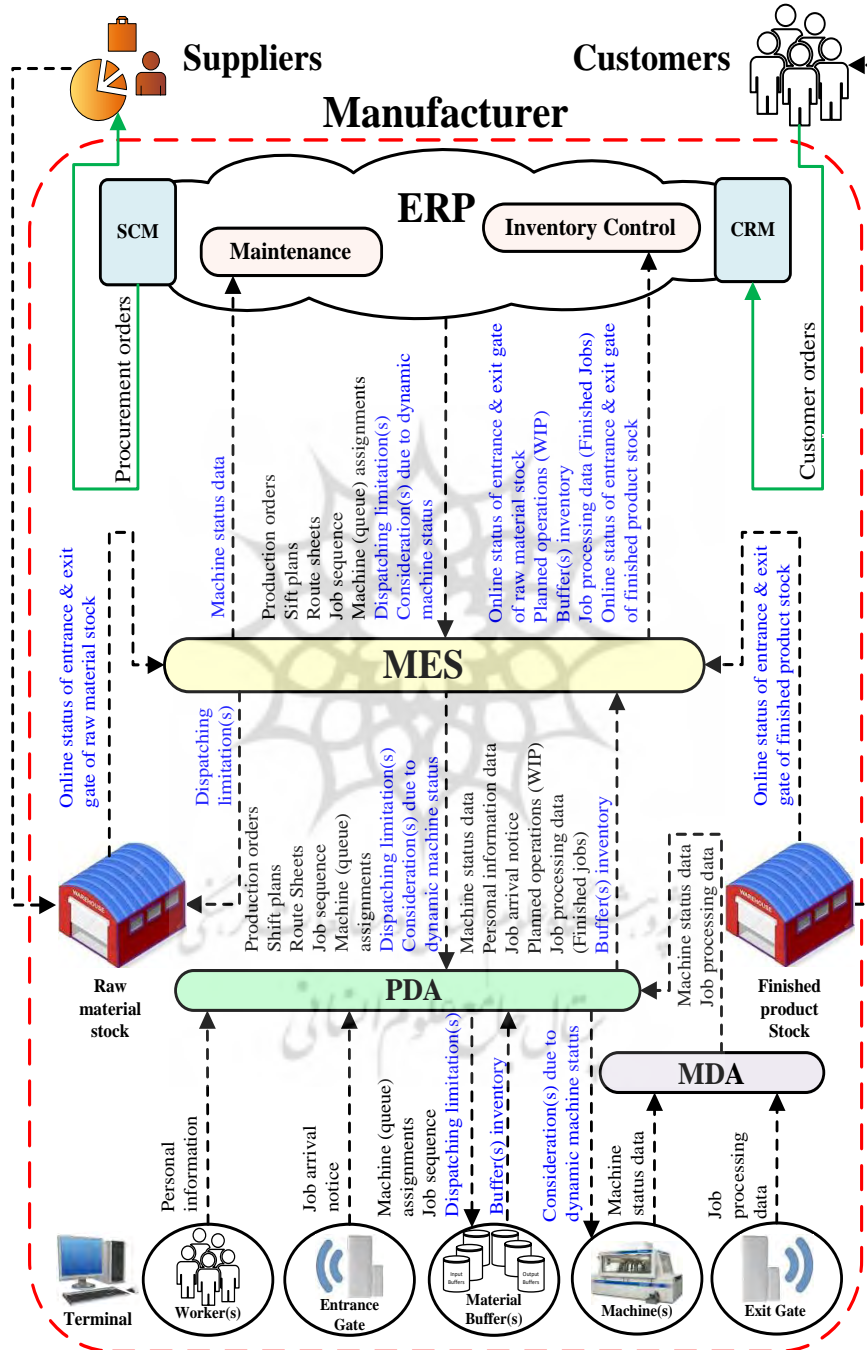 Suppliers
Customers
Manufacturer
ERP
SCM
CRM
Maintenance
Inventory Control
Procurement orders
Customer orders
Machine status data
Production orders
Sift plans
Route sheets
Job sequence
Machine (queue) assignments
Dispatching limitation(s)
Consideration(s) due to dynamic
machine status
Online status of entrance & exit gate
of raw material stock
Planned operations (WIP)
Buffer(s) inventory
Job processing data (Finished Jobs)
Online status of entrance & exit gate
of finished product stock
MES
Online status of entrance & exit
gate of raw material stock
Dispatching
limitation(s)
Production orders
Shift plans
Route Sheets
Job sequence
Machine (queue)
assignments
Dispatching limitation(s)
Consideration(s) due to
dynamic machine status
Machine status data
Personal information data
Job arrival notice
Planned operations (WIP)
Job processing data
(Finished jobs)
Buffer(s) inventory
Machine status data
Job processing data
Online status of entrance & exit
gate of finished product stock
WAREHOUSE
WAREHOUSE
Raw
material
stock
Finished
product
Stock
PDA
MDA
Personal
information
Job arrival
notice
Machine (queue)
assignments
Job sequence
Dispatching limitation(s)
Buffer(s) inventory
Consideration(s) due to
dynamic machine status
Machine
status data
Job
processing
data
Terminal
Worker(s)
Entrance
Gate
Input
Buffers
Output
Buffers
Material
Buffer(s)
Machine(s)
Exit Gate